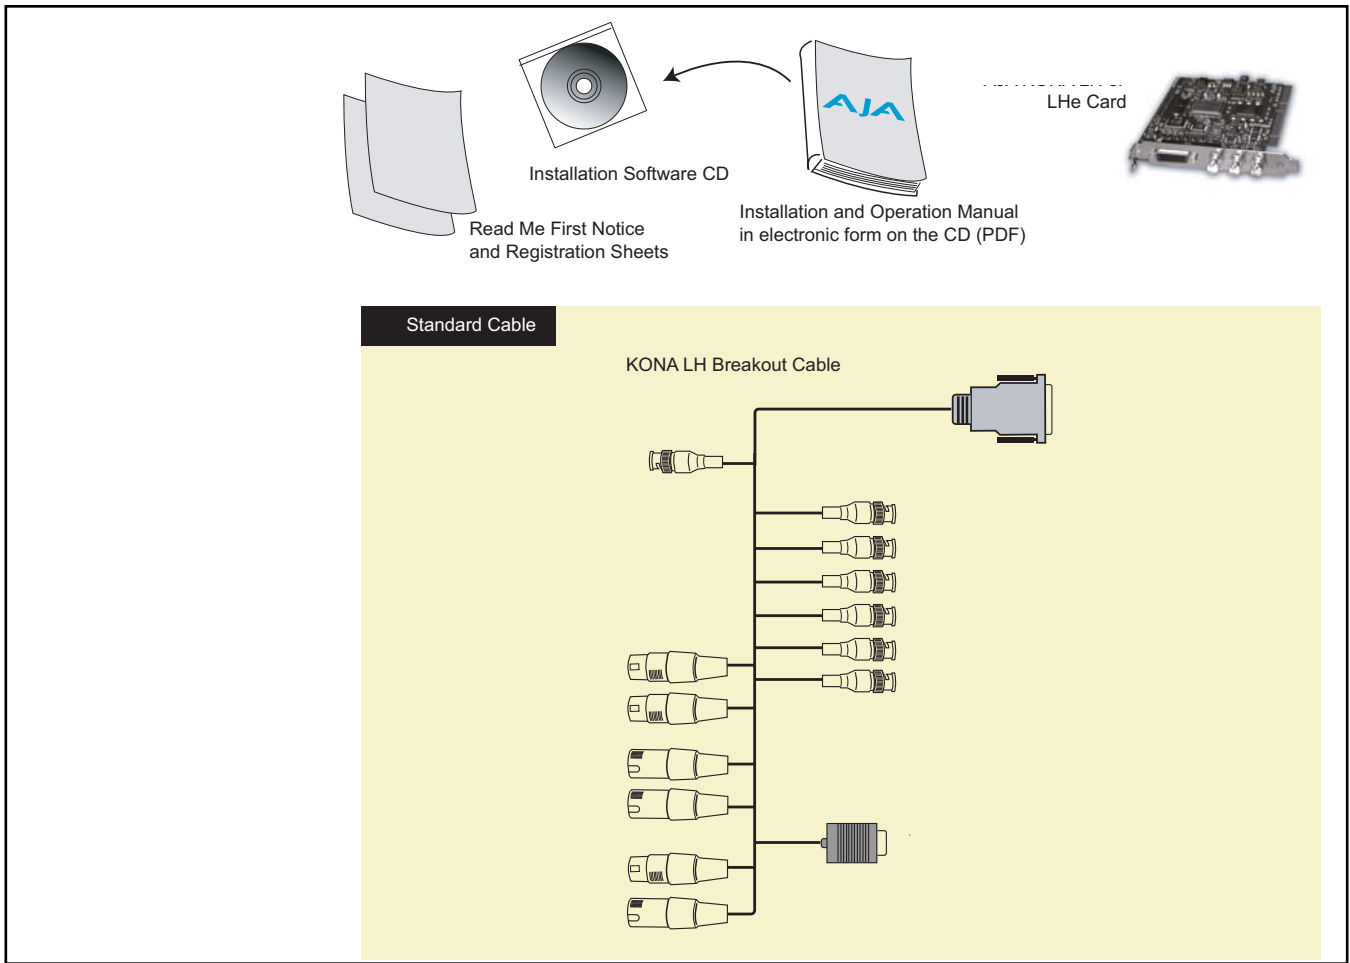 AJA
LHe Card
Installation Software CD
Installation and Operation Manual
in electronic form on the CD (PDF)
Read Me First Notice
and Registration Sheets
Standard Cable
KONA LH Breakout Cable